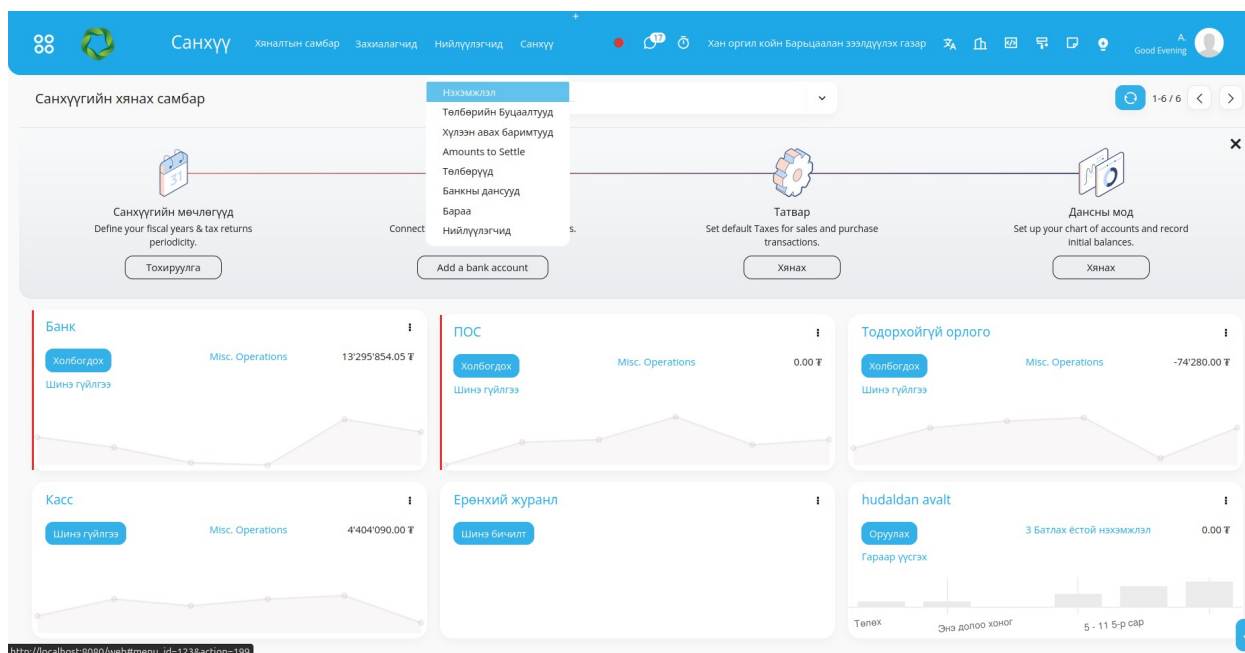 Санхүү
Хяналтын самбар
Захиалагчид
Нийлүүлэгчид
Санхүү
17
Хан оргил койн Барьцаалан зээлдүүлэх газар
A.
Good Evening
Санхүүгийн хянах самбар
1-6 / 6
Нэхэмжлэл
Төлбөрийн Буцаалтууд
Хүлээн авах баримтууд
Amounts to Settle
Төлбөрүүд
Банкны дансууд
Бараа
Нийлүүлэгчид
31
Санхүүгийн мөчлөгүүд
Define your fiscal years & tax returns
periodicity.
Тохируулга
Connect
s.
Add a bank account
Татвар
Set default Taxes for sales and purchase
transactions.
Хянах
Дансны мод
Set up your chart of accounts and record
initial balances.
Хянах
Банк
Холбогдох
Misc. Operations
13'295'854.05 ₮
Шинэ гүйлгээ
ПОС
Холбогдох
Misc. Operations
0.00 ₮
Шинэ гүйлгээ
Тодорхойгүй орлого
Холбогдох
Misc. Operations
-74'280.00 ₮
Шинэ гүйлгээ
Касс
Шинэ гүйлгээ
Misc. Operations
4'404'090.00 ₮
Ерөнхий журанл
Шинэ бичилт
hudaldan avalt
Оруулах
3 Батлах ёстой нэхэмжлэл
0.00 ₮
Гараар үүсгэх
Төлөх
Энэ долоо хоног
5 - 11 5-р сар
http://localhost:8080/web#menu_id=123&action=199